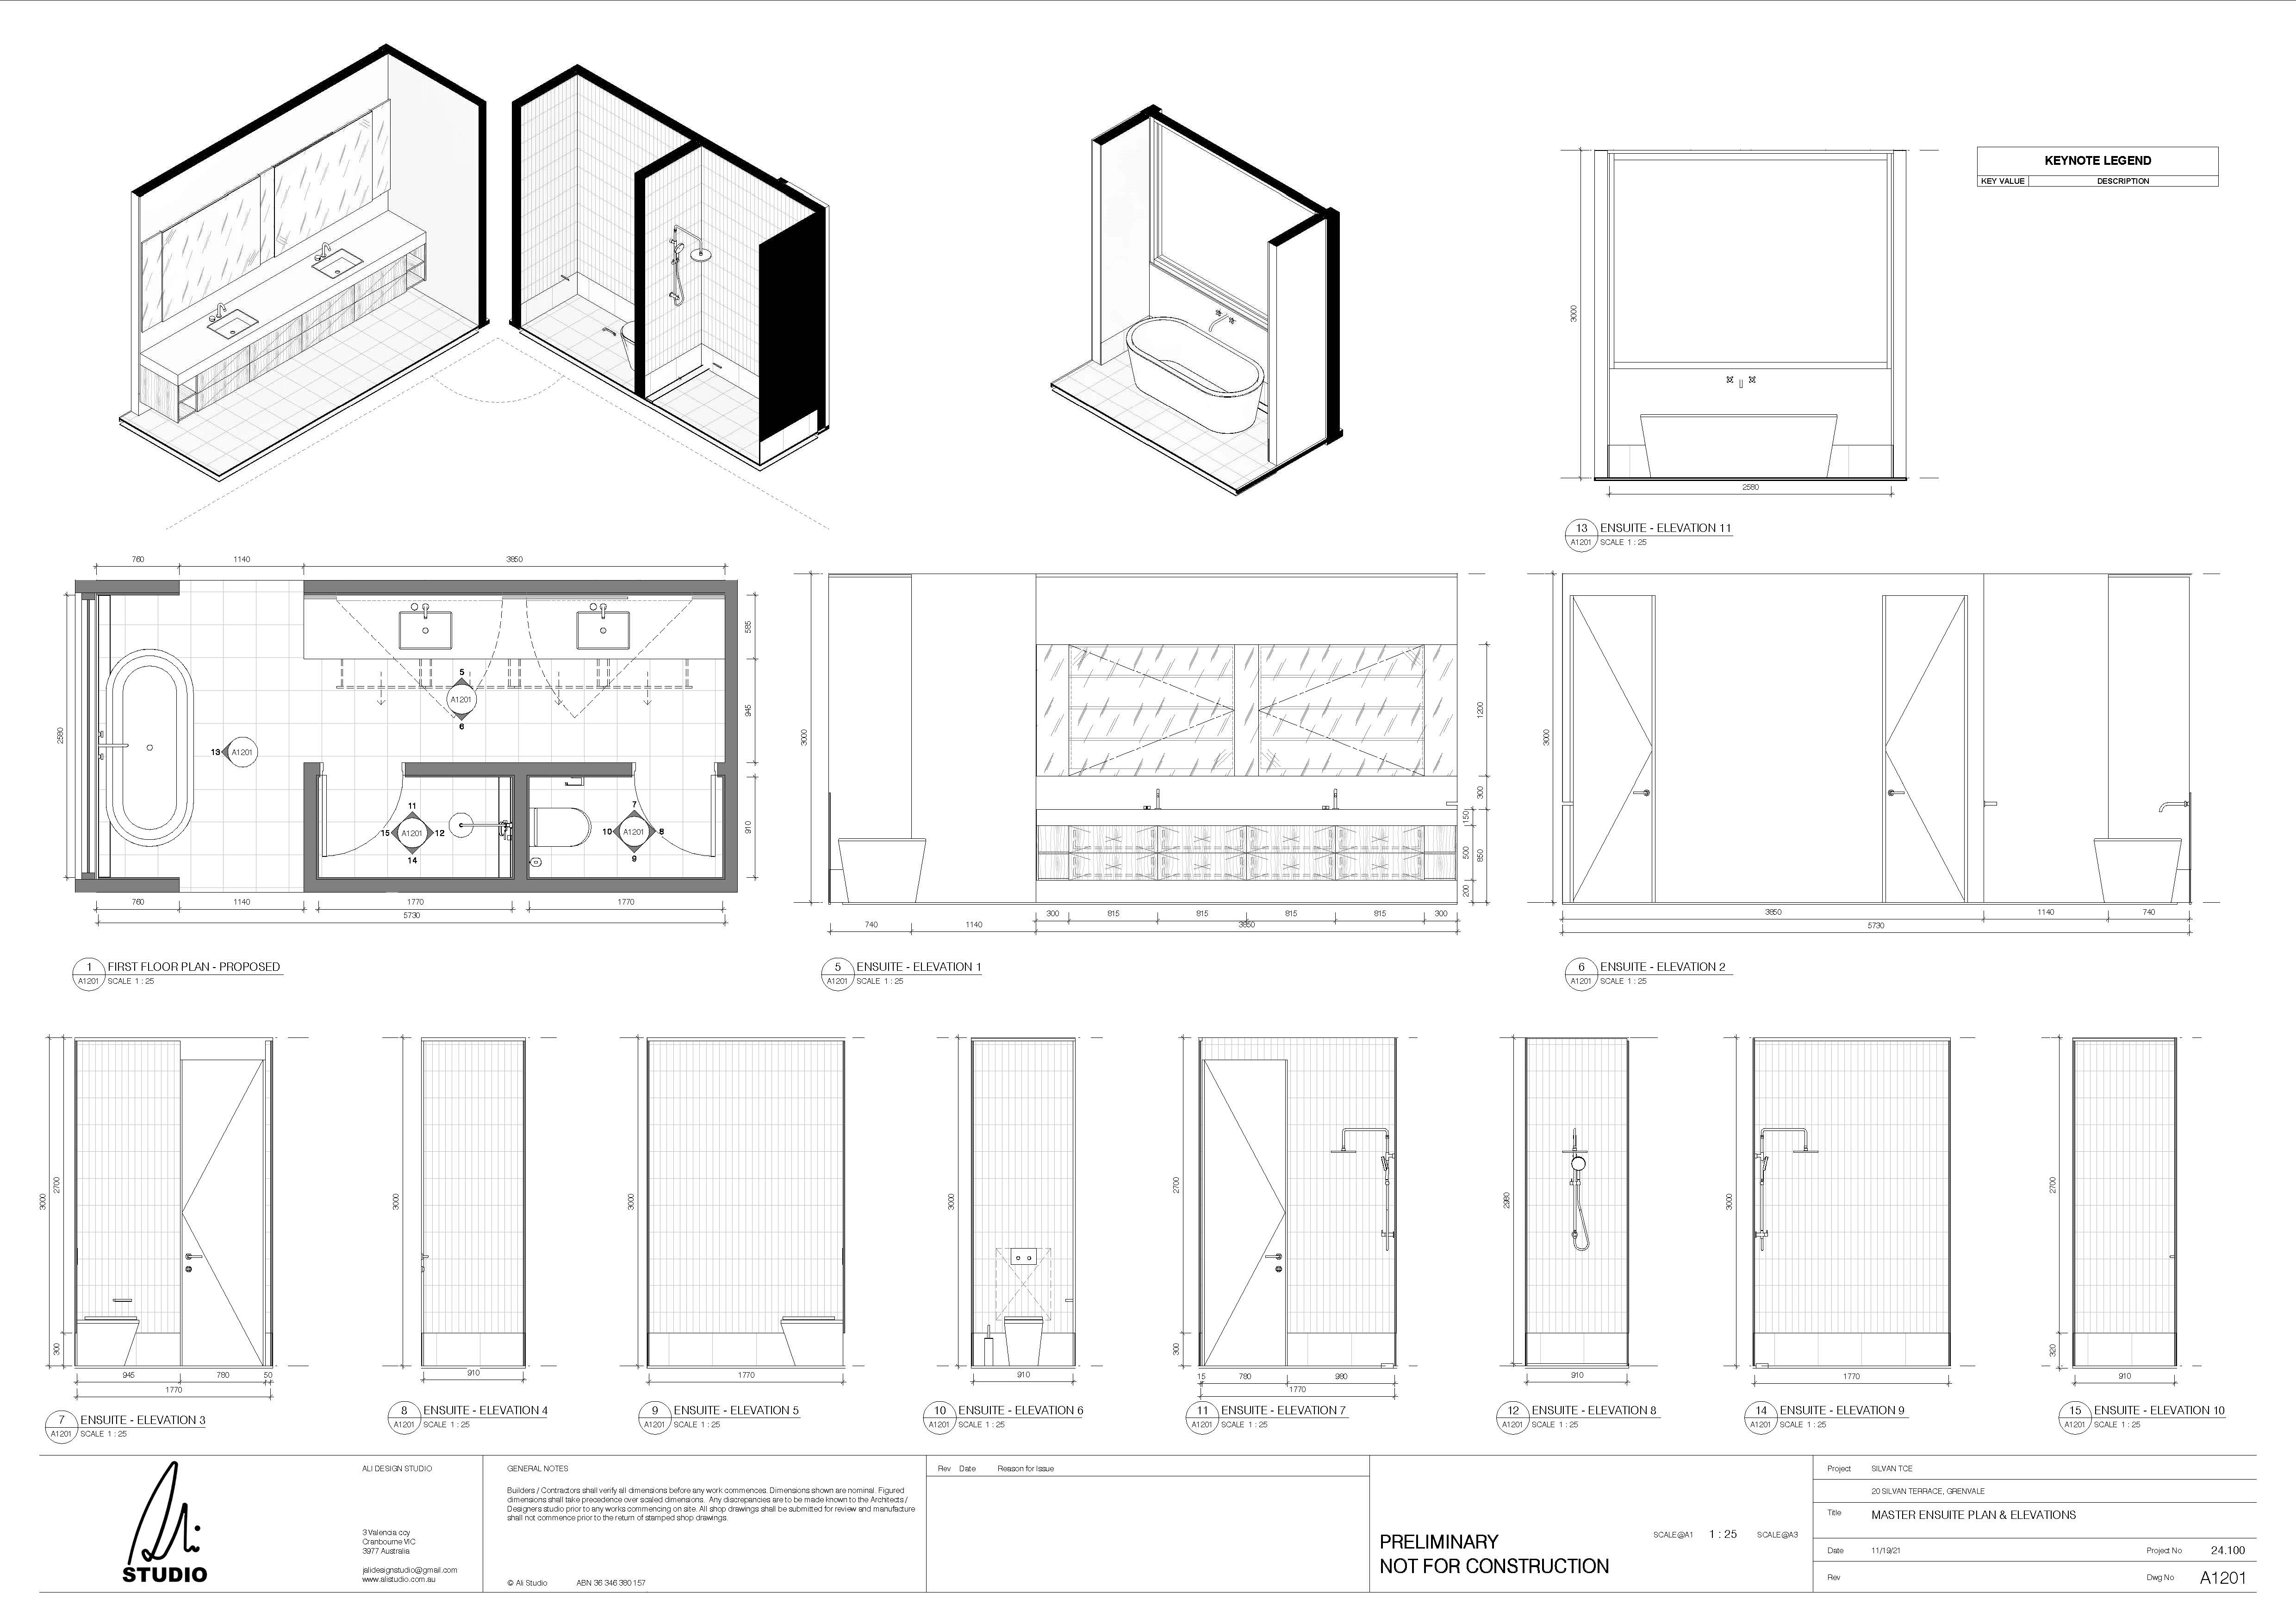 KEYNOTE LEGEND
KEY VALUE DESCRIPTION
3000
2580
13 ENSUITE - ELEVATION 11
A1201 SCALE 1 : 25
760 1140 3850
2580
585
945
910
5
A1201
6
13 A1201
11
15 A1201 12
14
7
10 A1201 8
9
760 1140 1770 1770
5730
1 FIRST FLOOR PLAN - PROPOSED
A1201 SCALE 1 : 25
3000
1200
300
150
500 850
200
300 815 815 815 815 300
740 1140 3850
5 ENSUITE - ELEVATION 1
A1201 SCALE 1 : 25
3000
3850 1140 740
5730
6 ENSUITE - ELEVATION 2
A1201 SCALE 1 : 25
3000 2700
300
945 780 50
1770
7 ENSUITE - ELEVATION 3
A1201 SCALE 1 : 25
3000
910
8 ENSUITE - ELEVATION 4
A1201 SCALE 1 : 25
3000
1770
9 ENSUITE - ELEVATION 5
A1201 SCALE 1 : 25
3000
910
10 ENSUITE - ELEVATION 6
A1201 SCALE 1 : 25
2700
300
15 780 980
1770
11 ENSUITE - ELEVATION 7
A1201 SCALE 1 : 25
2980
910
12 ENSUITE - ELEVATION 8
A1201 SCALE 1 : 25
3000
1770
14 ENSUITE - ELEVATION 9
A1201 SCALE 1 : 25
2700
320
910
15 ENSUITE - ELEVATION 10
A1201 SCALE 1 : 25
Ali
STUDIO
ALI DESIGN STUDIO
3 Valencia ccy
Cranbourne VIC
3977 Australia
jalidesignstudio@gmail.com
www.alistudio.com.au
GENERAL NOTES
Builders / Contractors shall verify all dimensions before any work commences. Dimensions shown are nominal. Figured
dimensions shall take precedence over scaled dimensions. Any discrepancies are to be made known to the Architects /
Designers studio prior to any works commencing on site. All shop drawings shall be submitted for review and manufacture
shall not commence prior to the return of stamped shop drawings.
© Ali Studio ABN 36 346 380 157
Rev Date Reason for Issue
PRELIMINARY
NOT FOR CONSTRUCTION
SCALE@A1 1 : 25 SCALE@A3
Project SILVAN TCE
20 SILVAN TERRACE, GRENVALE
Title MASTER ENSUITE PLAN & ELEVATIONS
Date 11/19/21 Project No 24.100
Rev Dwg No A1201